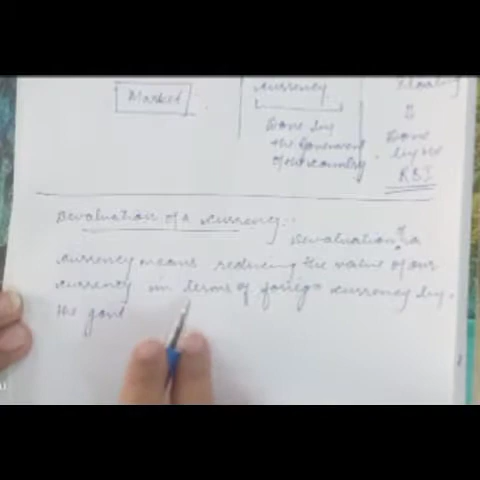 Market
currency
Done by
the Government
of the country.
Floating
⇓
Done
by the
RBI
Devaluation of a currency:-
Devaluation of a
currency means reducing the value of our
currency in terms of foreign currency by
the govt